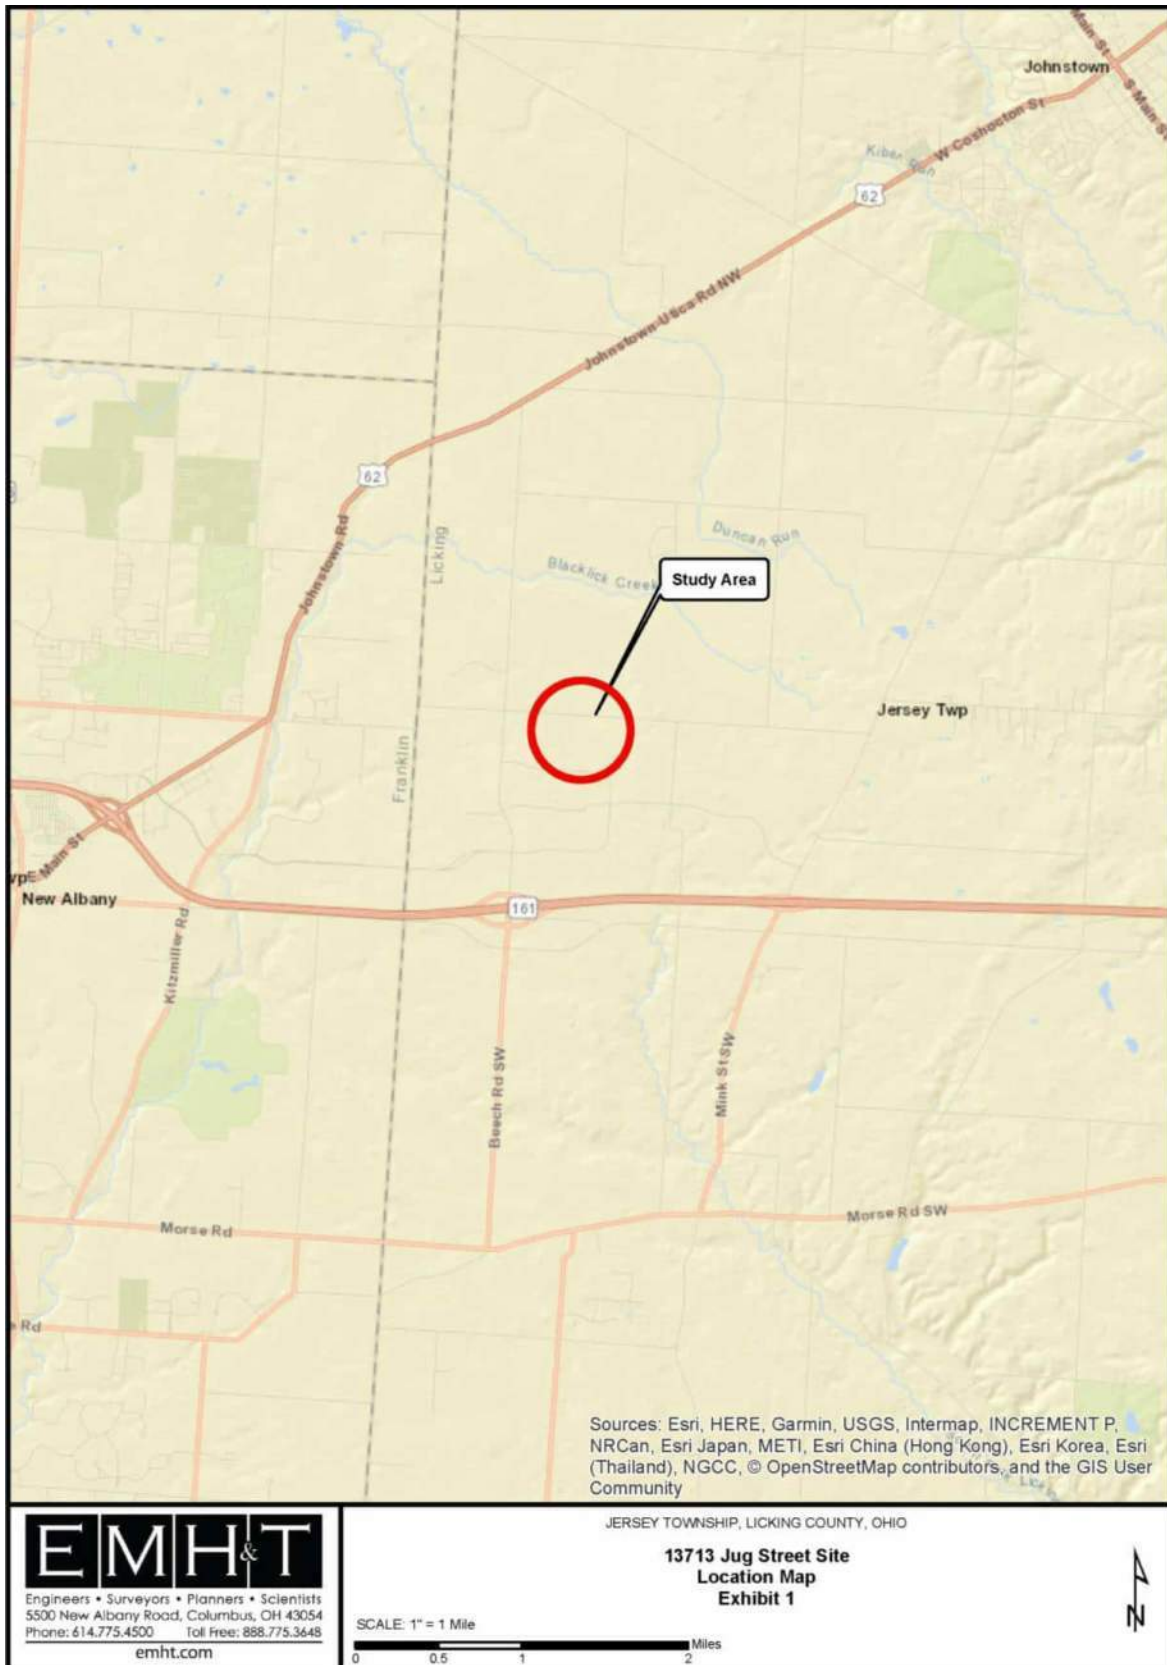 Johnstown
Main St
S Main St
W Coshocton St
Kiber Run
62
Johnstown-Utica Rd NW
62
Johnstown Rd
Licking
Duncan Run
Blacklick Creek
Study Area
Jersey Twp
Franklin
E Main St
New Albany
161
Kitzmiller Rd
Beech Rd SW
Mink St SW
Morse Rd
Morse Rd SW
Rd
Sources: Esri, HERE, Garmin, USGS, Intermap, INCREMENT P,
NRCan, Esri Japan, METI, Esri China (Hong Kong), Esri Korea, Esri
(Thailand), NGCC, © OpenStreetMap contributors, and the GIS User
Community
EMH&T
Engineers • Surveyors • Planners • Scientists
5500 New Albany Road, Columbus, OH 43054
Phone: 614.775.4500 Toll Free: 888.775.3648
emht.com
JERSEY TOWNSHIP, LICKING COUNTY, OHIO
13713 Jug Street Site
Location Map
Exhibit 1
SCALE: 1" = 1 Mile
0 0.5 1 2 Miles
N